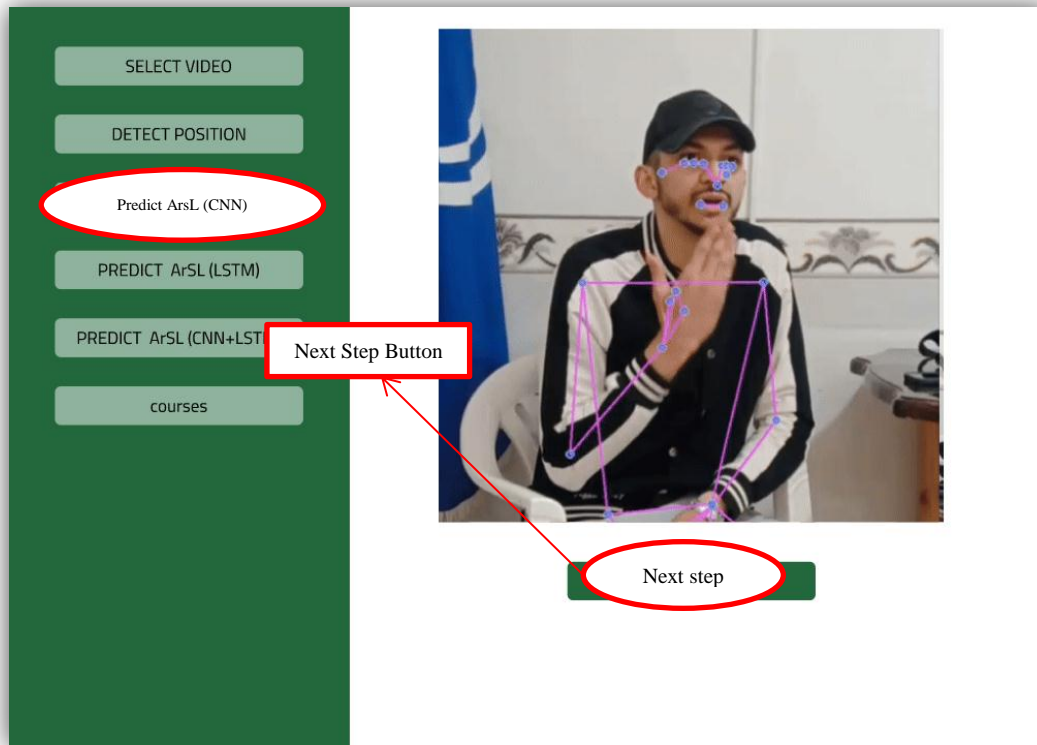 SELECT VIDEO
DETECT POSITION
Predict ArsL (CNN)
PREDICT ArSL (LSTM)
PREDICT ArSL (CNN+LST
Next Step Button
courses
Next step